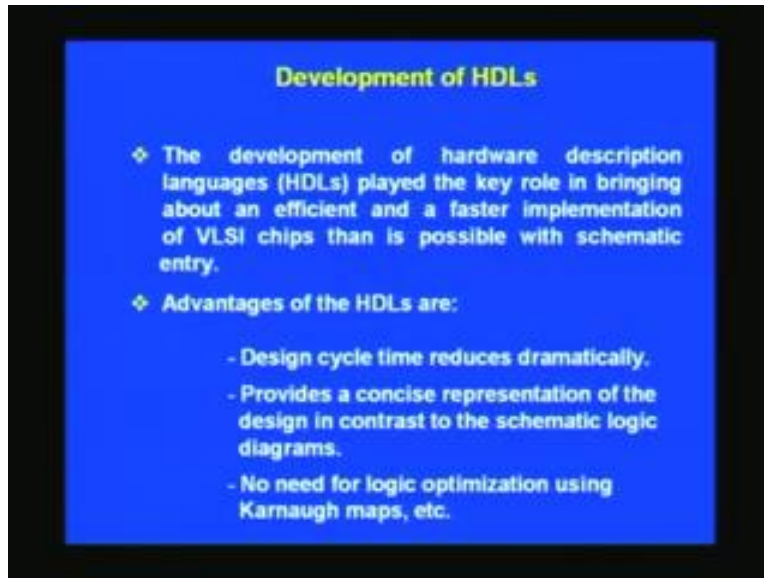 Development of HDLs
❖ The development of hardware description
languages (HDLs) played the key role in bringing
about an efficient and a faster implementation
of VLSI chips than is possible with schematic
entry.
❖ Advantages of the HDLs are:
- Design cycle time reduces dramatically.
- Provides a concise representation of the
design in contrast to the schematic logic
diagrams.
- No need for logic optimization using
Karnaugh maps, etc.